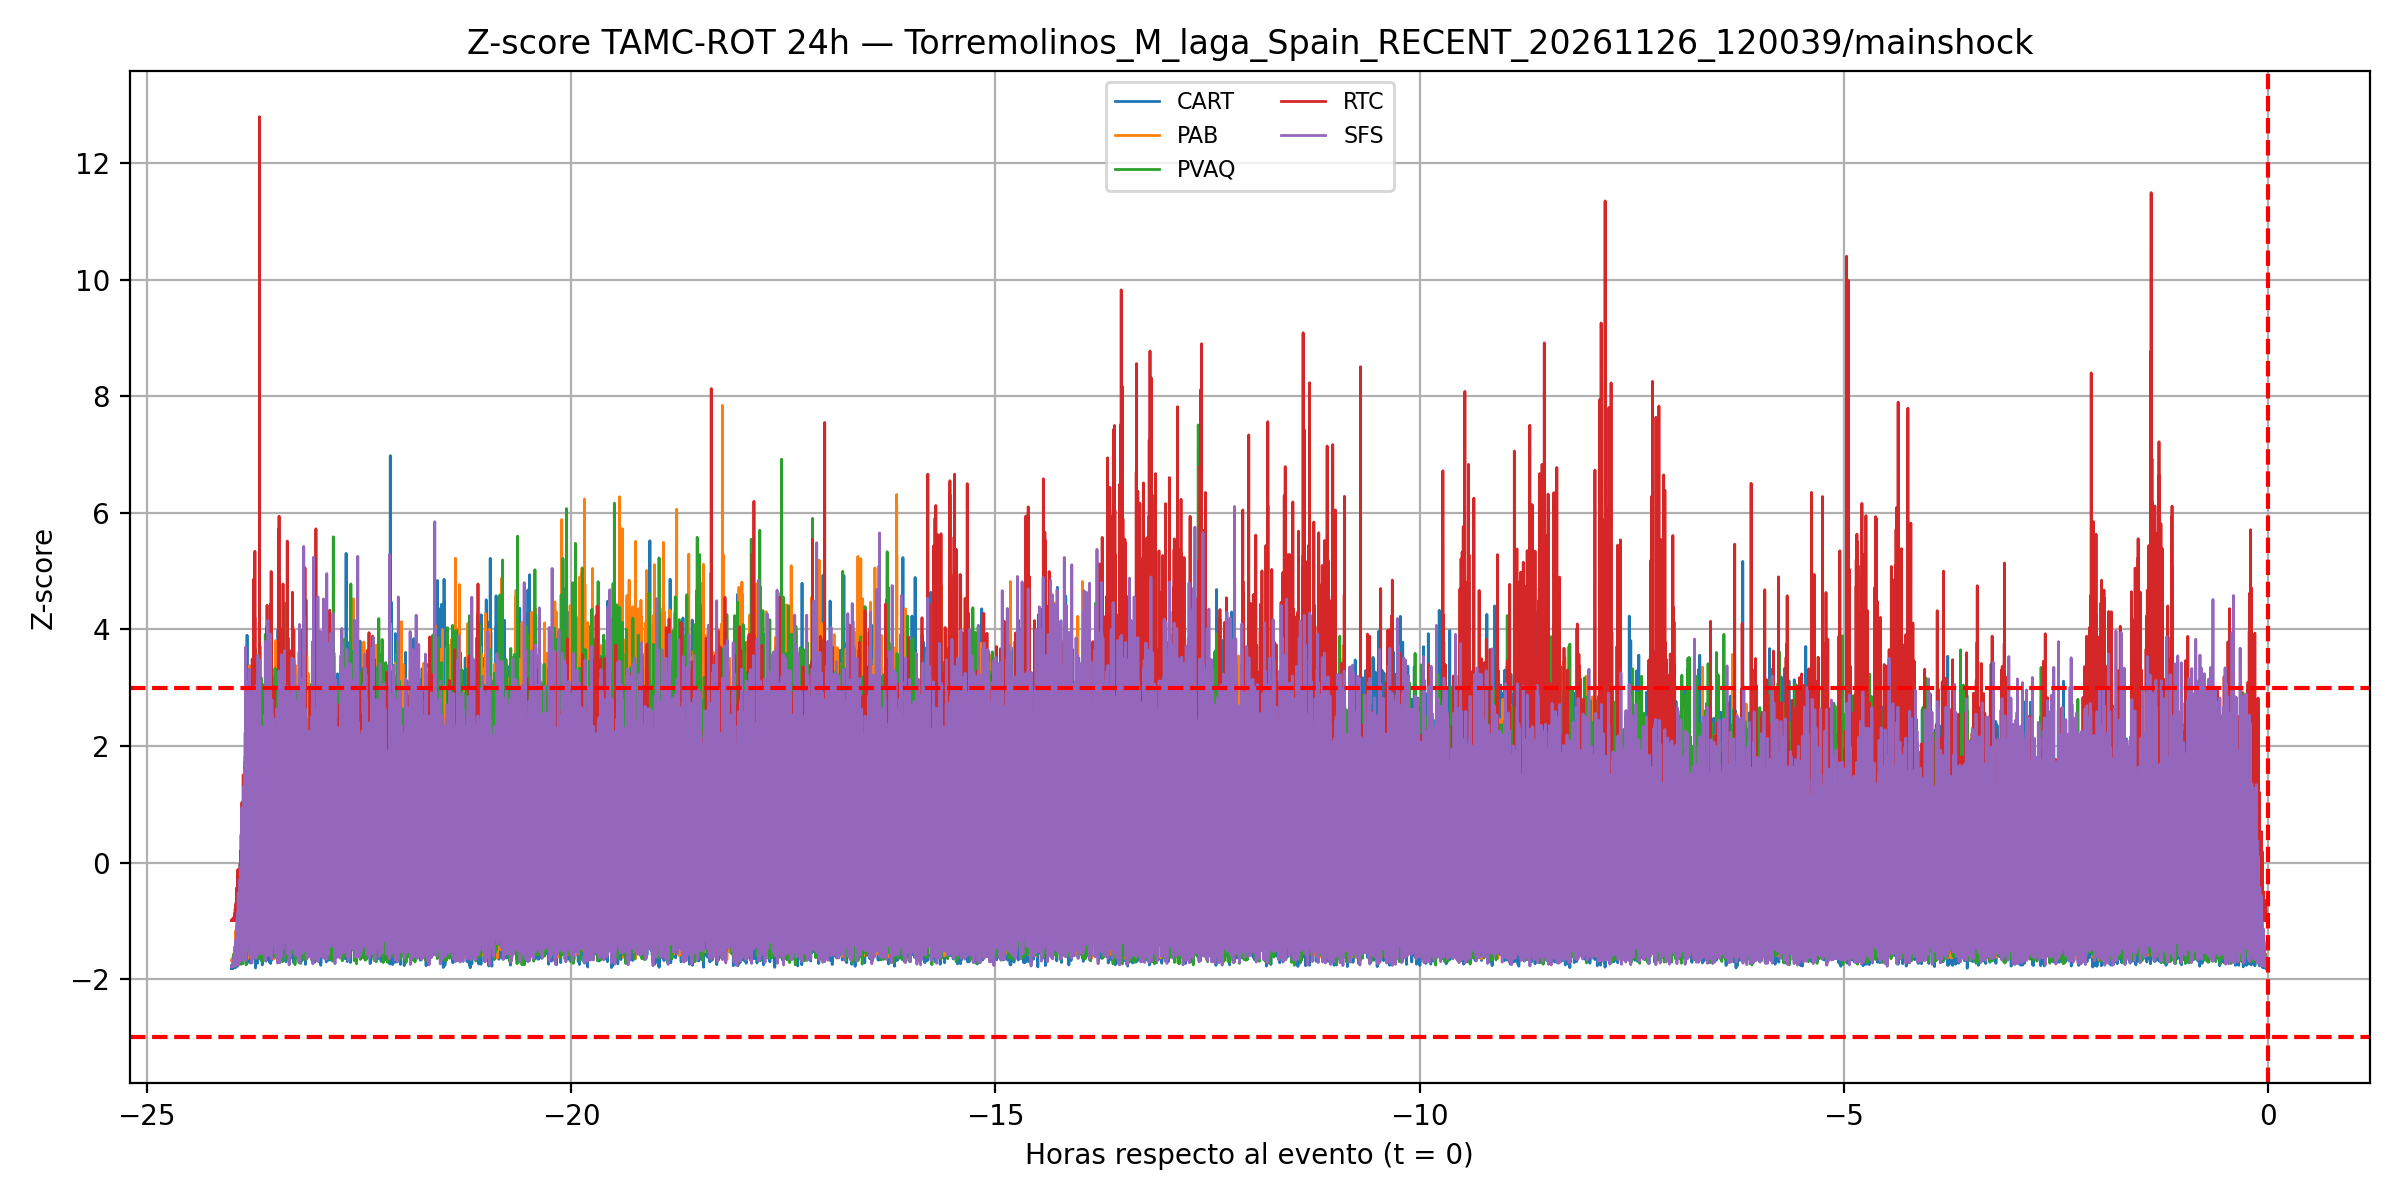 Z-score TAMC-ROT 24h — Torremolinos_M_laga_Spain_RECENT_20261126_120039/mainshock
CART
PAB
PVAQ
RTC
SFS
Z-score
12
10
8
6
4
2
0
−2
−25
−20
−15
−10
−5
0
Horas respecto al evento (t = 0)